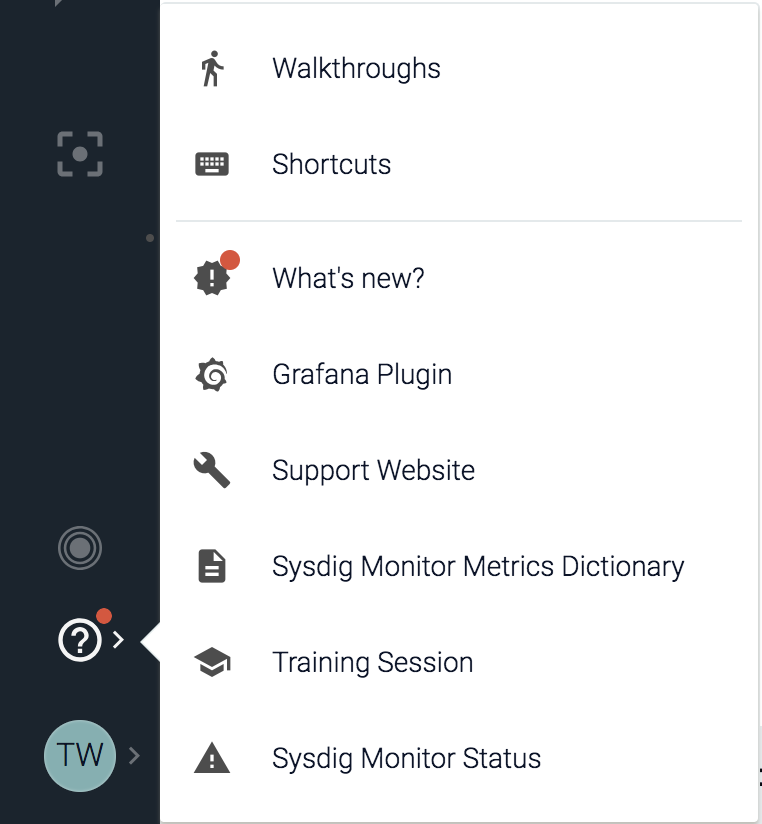 Walkthroughs
Shortcuts
What's new?
Grafana Plugin
Support Website
Sysdig Monitor Metrics Dictionary
Training Session
TW
Sysdig Monitor Status